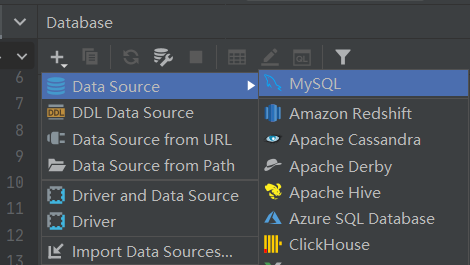 Database
6
7
8
9
10
11
12
13
Data Source
DDL Data Source
DDL
Data Source from URL
Data Source from Path
Driver and Data Source
Driver
Import Data Sources...
MySQL
Amazon Redshift
Apache Cassandra
Apache Derby
Apache Hive
Azure SQL Database
ClickHouse